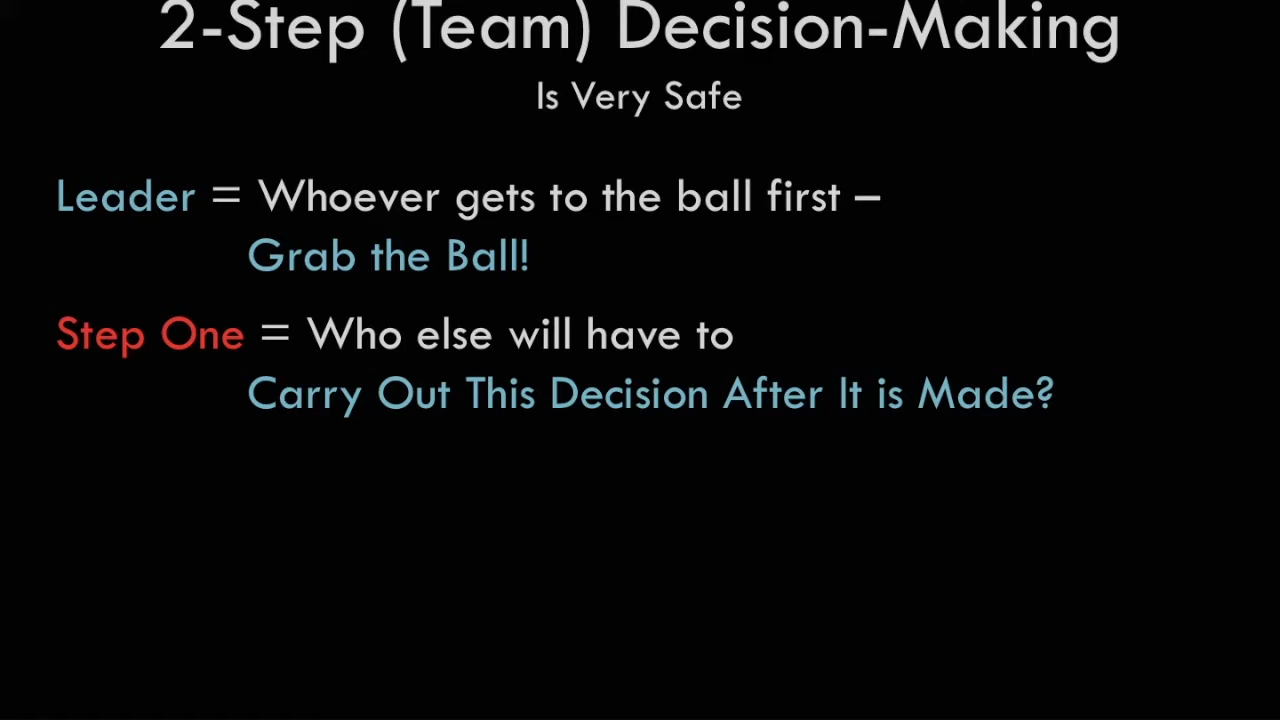 2-Step (Team) Decision-Making
Is Very Safe
Leader = Whoever gets to the ball first –
Grab the Ball!
Step One = Who else will have to
Carry Out This Decision After It is Made?